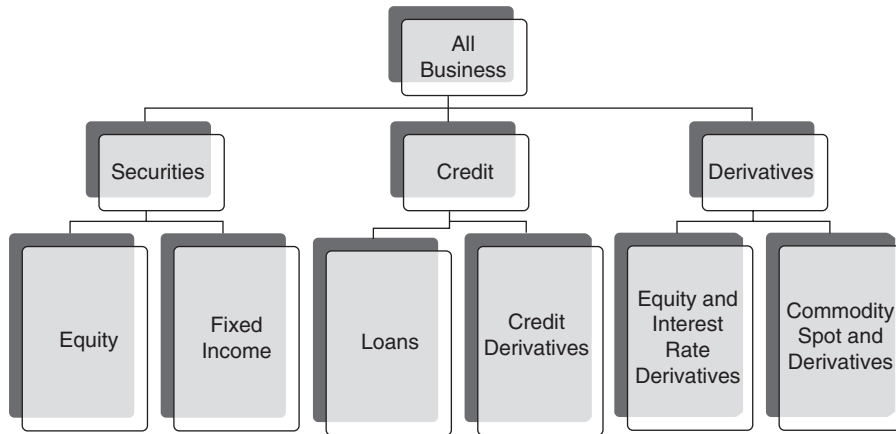 All
Business
Securities
Credit
Derivatives
Equity
Fixed
Income
Loans
Credit
Derivatives
Equity and
Interest
Rate
Derivatives
Commodity
Spot and
Derivatives